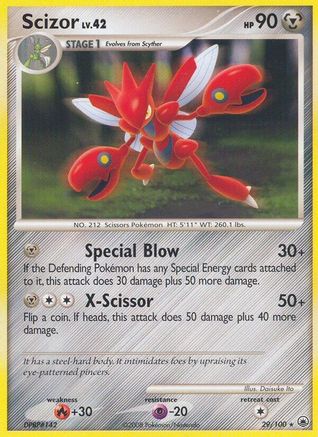 Scizor LV.42 HP 90
STAGE 1 Evolves from Scyther
NO. 212 Scissors Pokémon HT: 5'11" WT: 260.1 lbs.
Special Blow 30+
If the Defending Pokémon has any Special Energy cards attached
to it, this attack does 30 damage plus 50 more damage.
X-Scissor 50+
Flip a coin. If heads, this attack does 50 damage plus 40 more
damage.
It has a steel-hard body. It intimidates foes by upraising its
eye-patterned pincers.
weakness resistance retreat cost
+30 -20
Illus. Daisuke Ito
DPBP#142 ©2008 Pokémon/Nintendo 29/100 ★